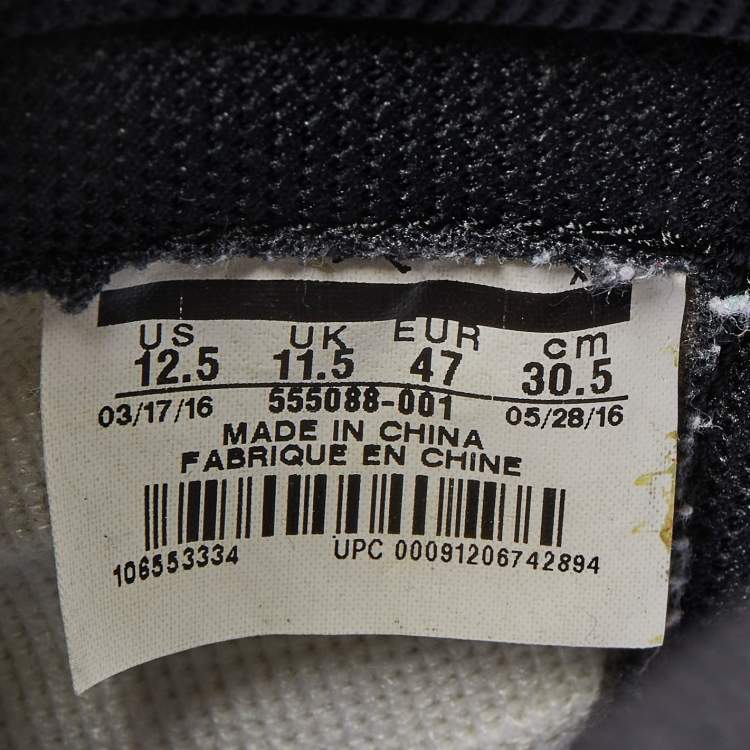 US UK EUR cm
12.5 11.5 47 30.5
03/17/16 555088-001 05/28/16
MADE IN CHINA
FABRIQUE EN CHINE
106553334 UPC 00091206742894